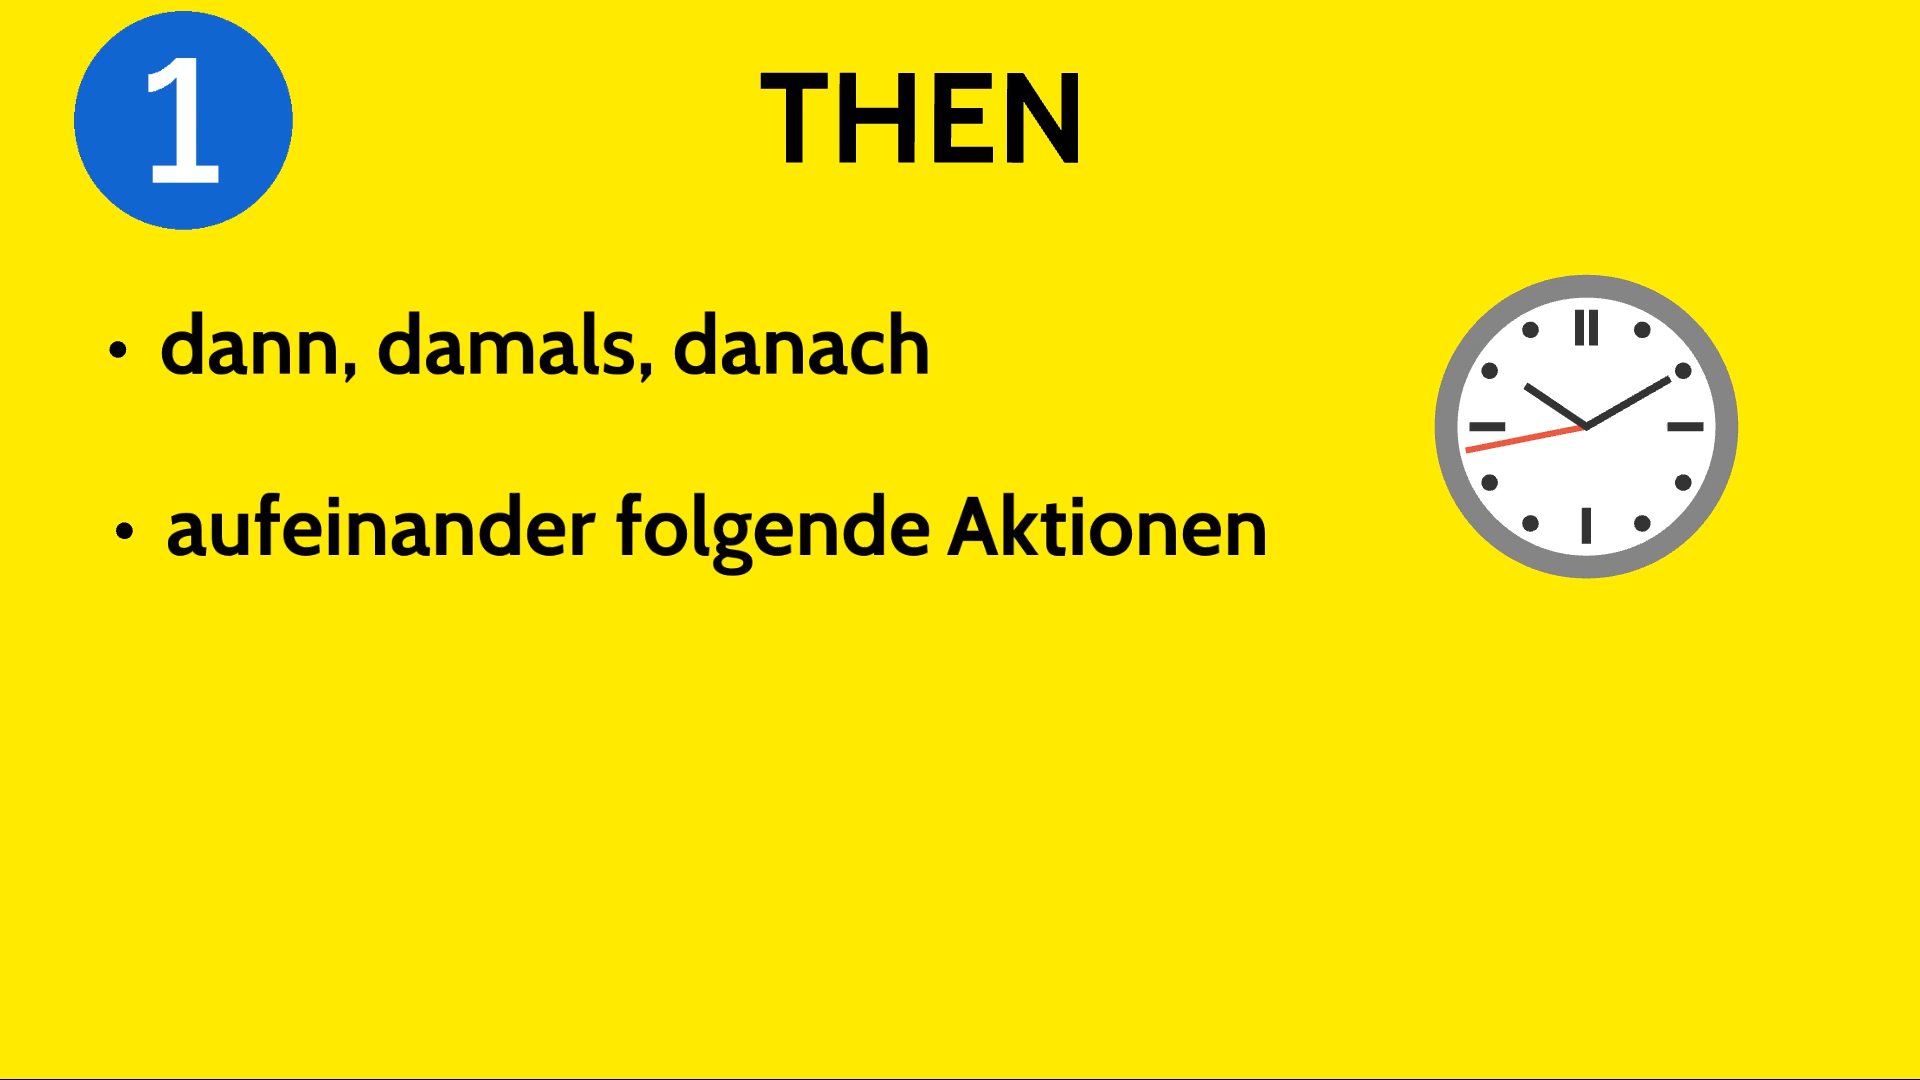 1
THEN
• dann, damals, danach
• aufeinander folgende Aktionen